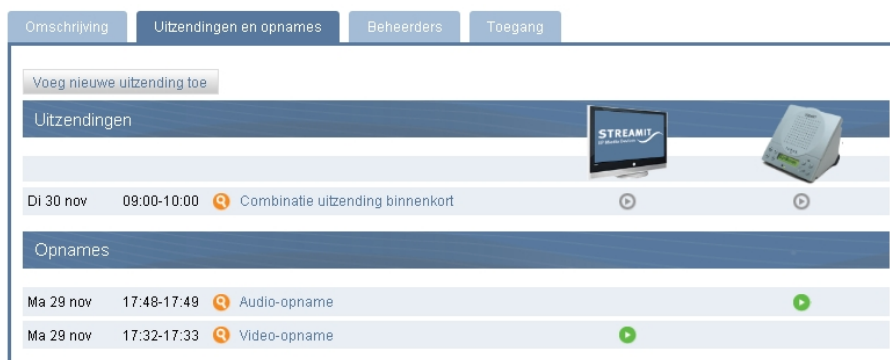 Omschrijving Uitzendingen en opnames Beheerders Toegang
Voeg nieuwe uitzending toe
Uitzendingen
STREAMIT
Di 30 nov 09:00-10:00 Combinatie uitzending binnenkort
Opnames
Ma 29 nov 17:48-17:49 Audio-opname
Ma 29 nov 17:32-17:33 Video-opname